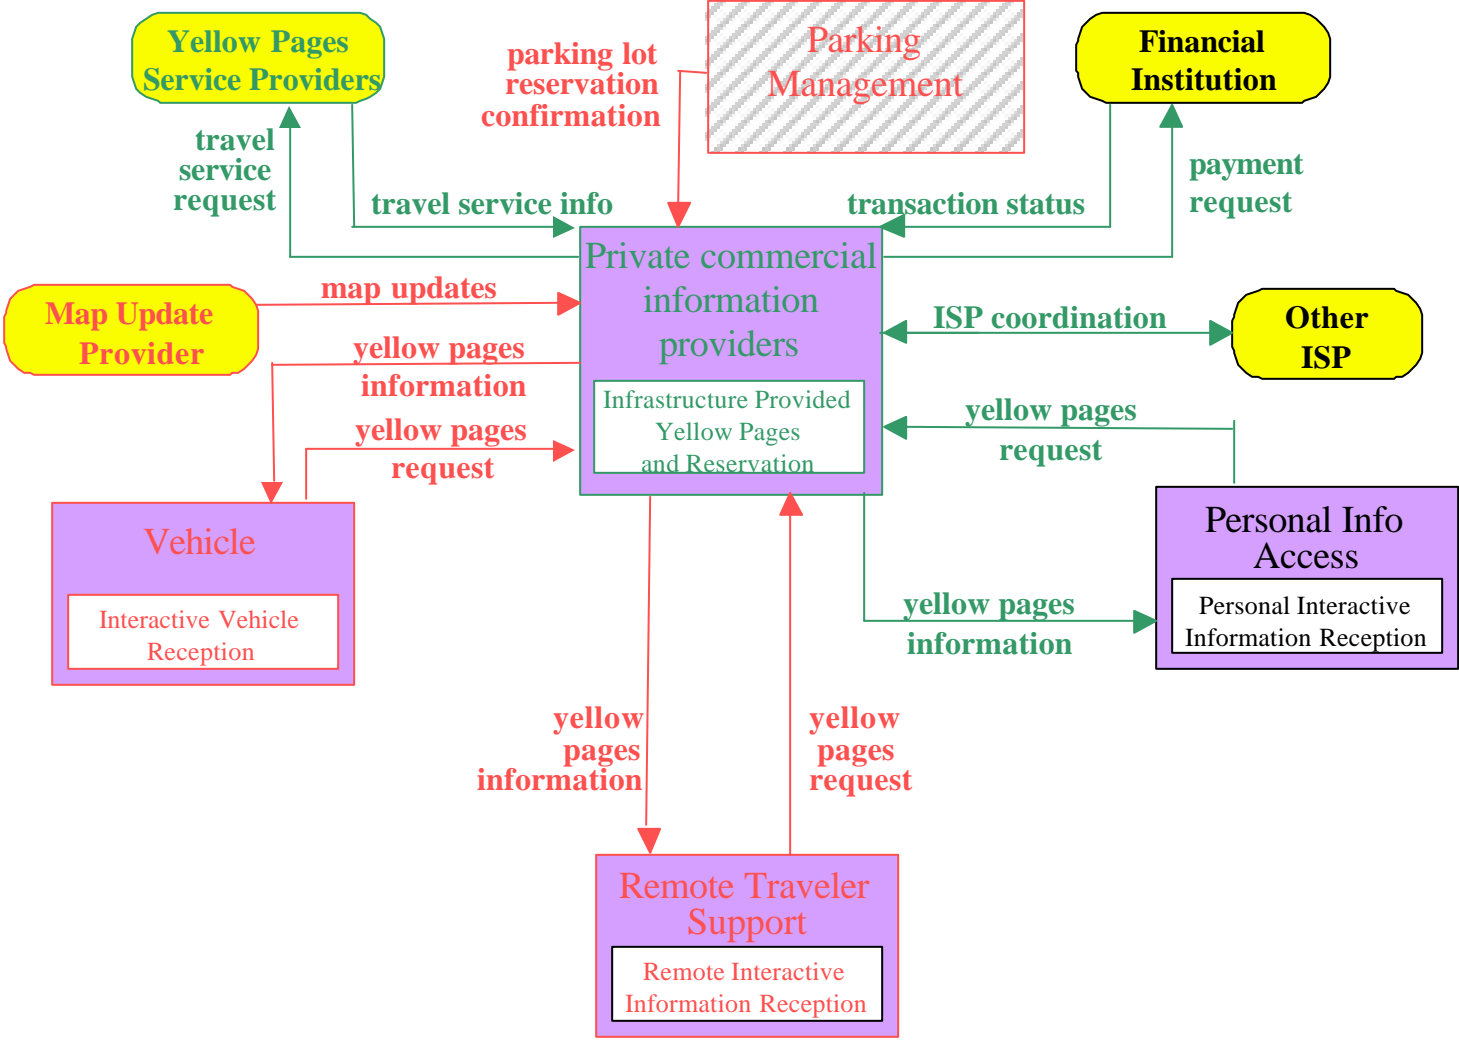 Yellow Pages
Service Providers
parking lot
reservation
confirmation
Parking
Management
Financial
Institution
travel
service
request
travel service info
transaction status
payment
request
Private commercial
information
providers
map updates
Map Update
Provider
ISP coordination
Other
ISP
yellow pages
information
Infrastructure Provided
Yellow Pages
and Reservation
yellow pages
request
yellow pages
request
Vehicle
Interactive Vehicle
Reception
Personal Info
Access
Personal Interactive
Information Reception
yellow pages
information
yellow
pages
information
yellow
pages
request
Remote Traveler
Support
Remote Interactive
Information Reception